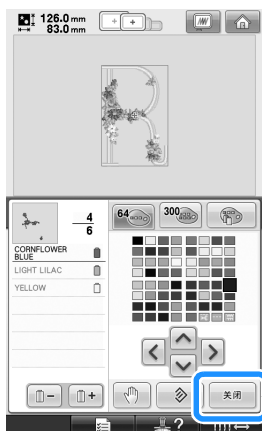 126.0 mm
83.0 mm
4
6
64
300
CORNFLOWER
BLUE
LIGHT LILAC
YELLOW
关闭
?